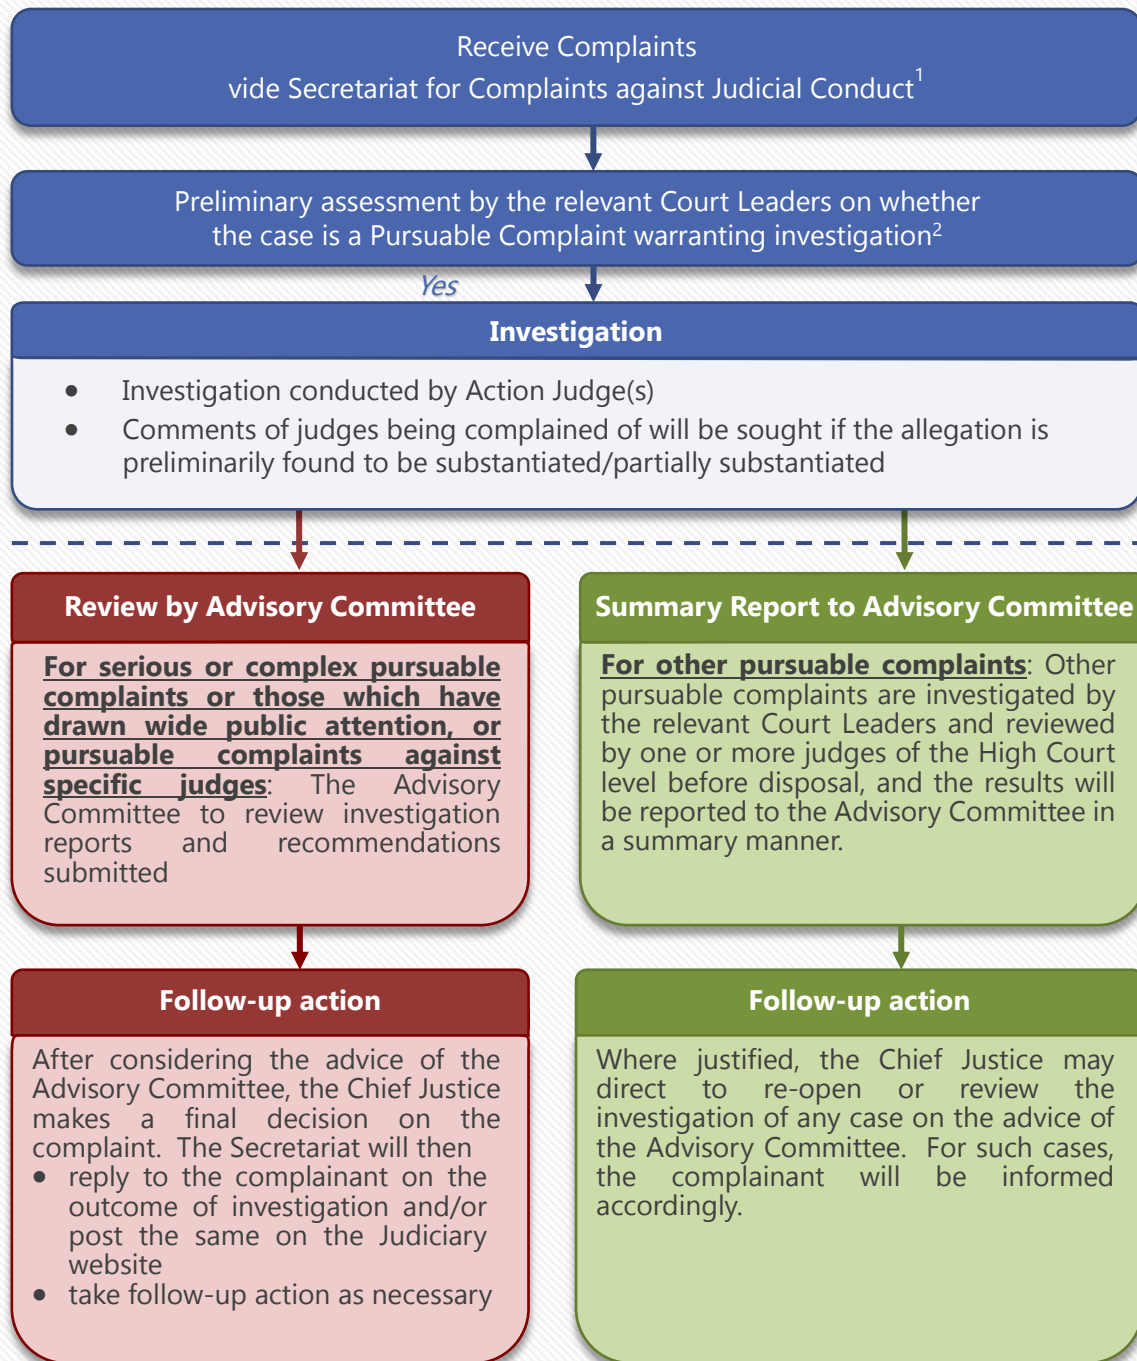 Receive Complaints
vide Secretariat for Complaints against Judicial Conduct1
Preliminary assessment by the relevant Court Leaders on whether
the case is a Pursuable Complaint warranting investigation2
Yes
Investigation
• Investigation conducted by Action Judge(s)
• Comments of judges being complained of will be sought if the allegation is
preliminarily found to be substantiated/partially substantiated
Review by Advisory Committee
For serious or complex pursuable
complaints or those which have
drawn wide public attention, or
pursuable complaints against
specific judges: The Advisory
Committee to review investigation
reports and recommendations
submitted
Summary Report to Advisory Committee
For other pursuable complaints: Other
pursuable complaints are investigated by
the relevant Court Leaders and reviewed
by one or more judges of the High Court
level before disposal, and the results will
be reported to the Advisory Committee in
a summary manner.
Follow-up action
After considering the advice of the
Advisory Committee, the Chief Justice
makes a final decision on the
complaint. The Secretariat will then
• reply to the complainant on the
outcome of investigation and/or
post the same on the Judiciary
website
• take follow-up action as necessary
Follow-up action
Where justified, the Chief Justice may
direct to re-open or review the
investigation of any case on the advice of
the Advisory Committee. For such cases,
the complainant will be informed
accordingly.